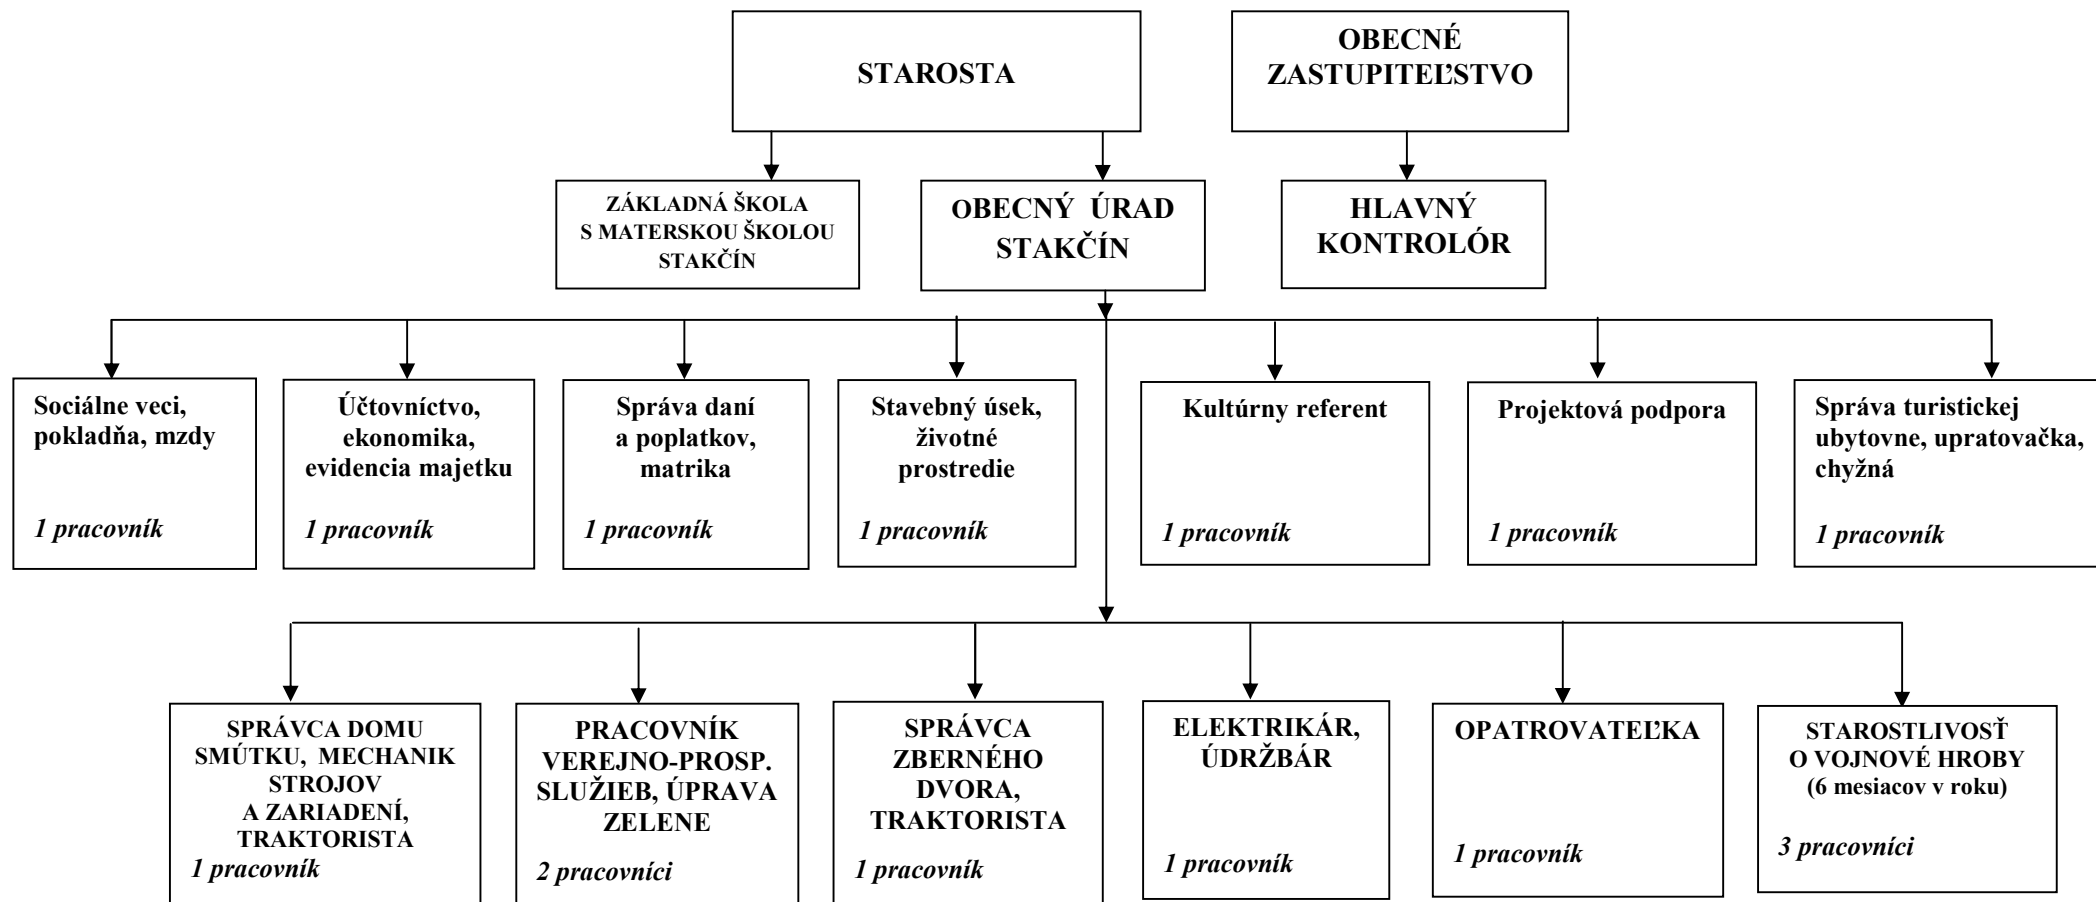 STAROSTA
OBECNÉ
ZASTUPITEĽSTVO
ZÁKLADNÁ ŠKOLA
S MATERSKOU ŠKOLOU
STAKČÍN
OBECNÝ ÚRAD
STAKČÍN
HLAVNÝ
KONTROLÓR
Sociálne veci,
pokladňa, mzdy
1 pracovník
Účtovníctvo,
ekonomika,
evidencia majetku
1 pracovník
Správa daní
a poplatkov,
matrika
1 pracovník
Stavebný úsek,
životné
prostredie
1 pracovník
Kultúrny referent
1 pracovník
Projektová podpora
1 pracovník
Správa turistickej
ubytovne, upratovačka,
chyžná
1 pracovník
SPRÁVCA DOMU
SMÚTKU, MECHANIK
STROJOV
A ZARIADENÍ,
TRAKTORISTA
1 pracovník
PRACOVNÍK
VEREJNO-PROSP.
SLUŽIEB, ÚPRAVA
ZELENE
2 pracovníci
SPRÁVCA
ZBERNÉHO
DVORA,
TRAKTORISTA
1 pracovník
ELEKTRIKÁR,
ÚDRŽBÁR
1 pracovník
OPATROVATEĽKA
1 pracovník
STAROSTLIVOSŤ
O VOJNOVÉ HROBY
(6 mesiacov v roku)
3 pracovníci